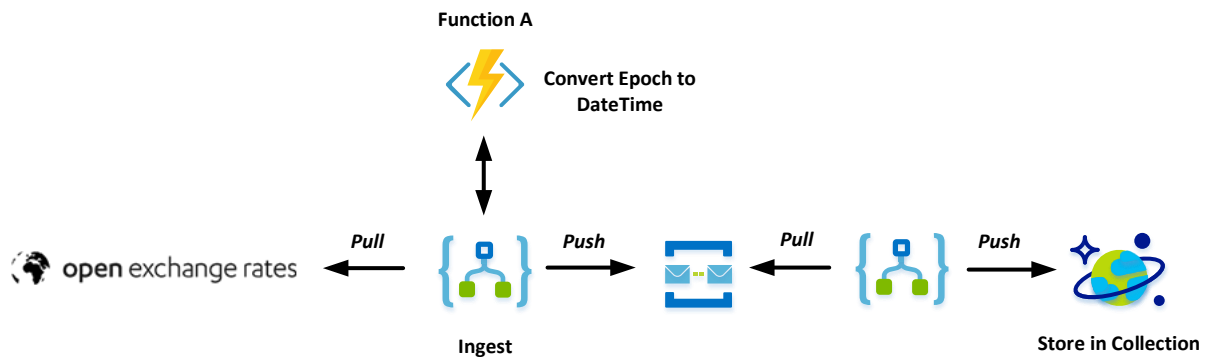 Function A
Convert Epoch to
DateTime
open exchange rates
Pull
Push
Pull
Push
Ingest
Store in Collection